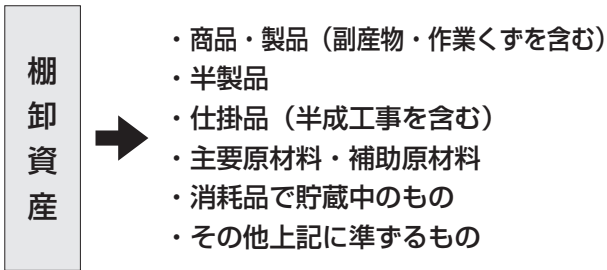 棚卸資産
・商品・製品（副産物・作業くずを含む）
・半製品
・仕掛品（半成工事を含む）
・主要原材料・補助原材料
・消耗品で貯蔵中のもの
・その他上記に準ずるもの